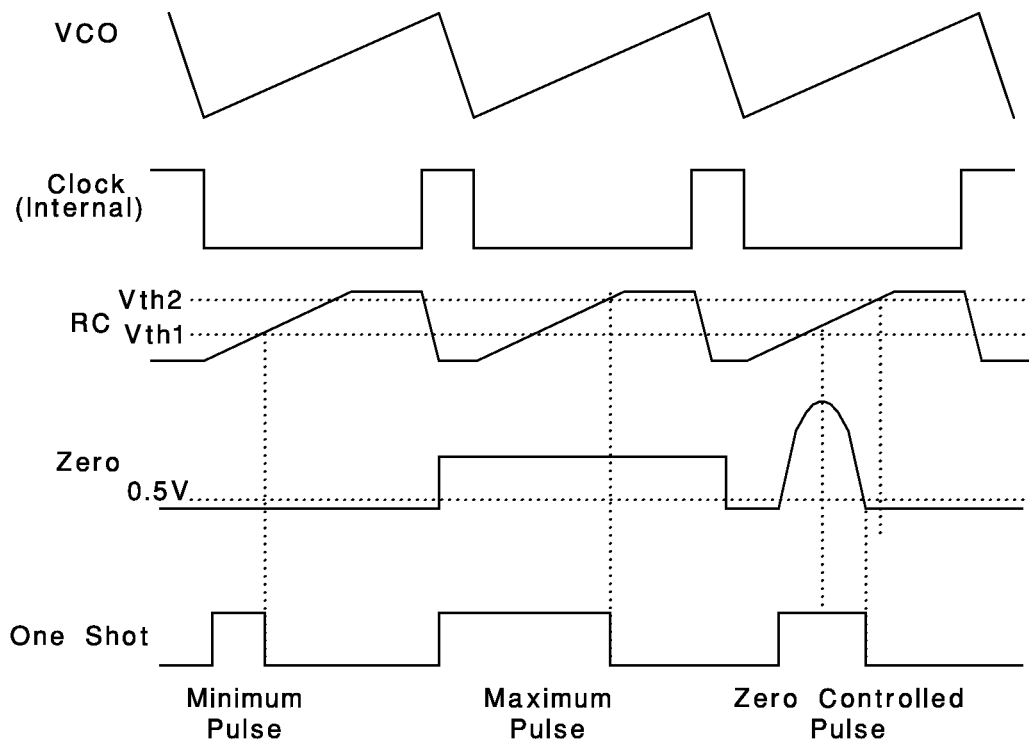 VCO
Clock
(Internal)
Vth2
RC
Vth1
Zero
0.5V
One Shot
Minimum
Pulse
Maximum
Pulse
Zero Controlled
Pulse